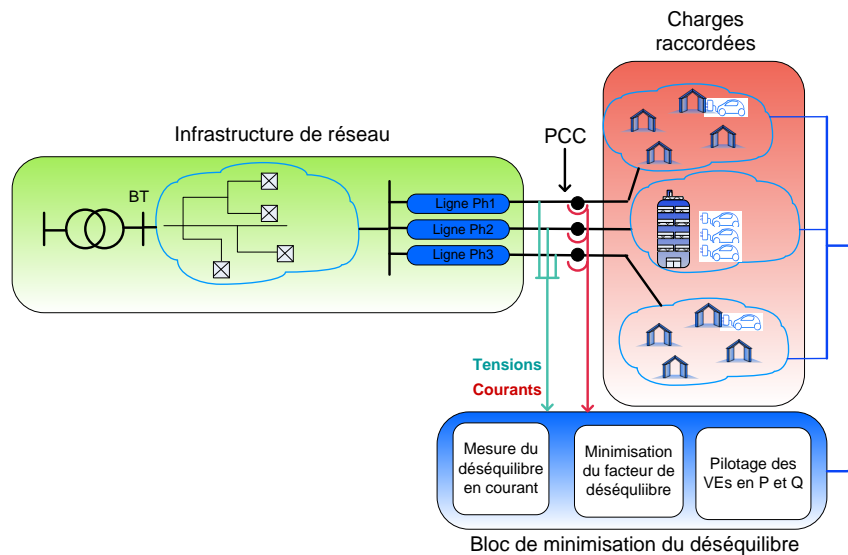 Charges
raccordées
Infrastructure de réseau
PCC
BT
Ligne Ph1
Ligne Ph2
Ligne Ph3
Tensions
Courants
Mesure du
déséquilibre
en courant
Minimisation
du facteur de
déséquliibre
Pilotage des
VEs en P et Q
Bloc de minimisation du déséquilibre